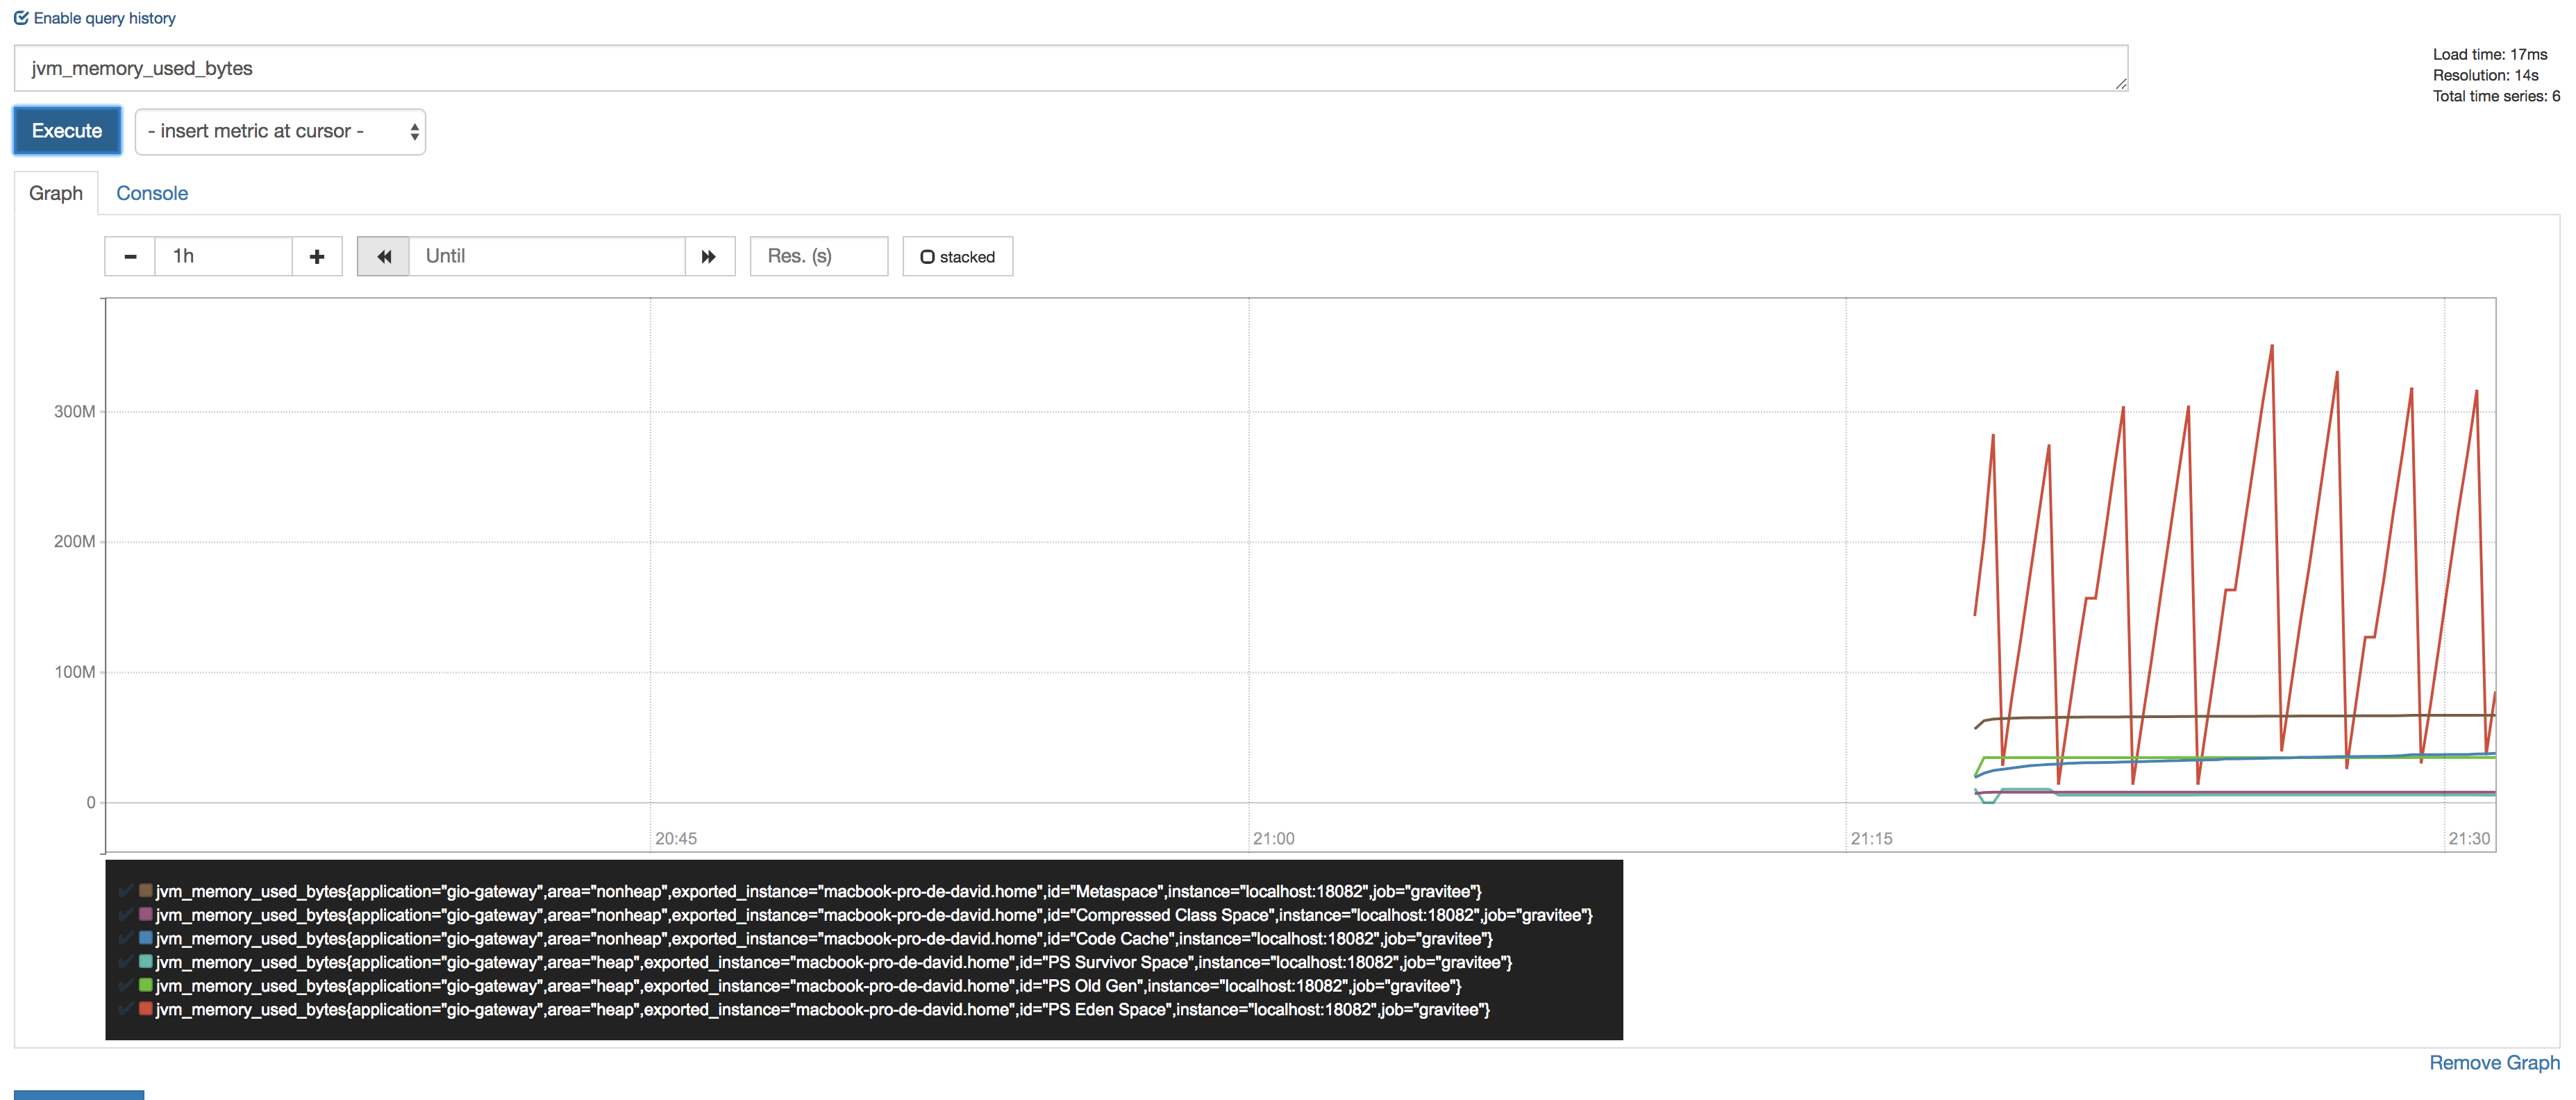 Enable query history
jvm_memory_used_bytes
Load time: 17ms
Resolution: 14s
Total time series: 6
Execute
- insert metric at cursor -
Graph
Console
1h
Until
Res. (s)
stacked
300M
200M
100M
0
20:45
21:00
21:15
21:30
jvm_memory_used_bytes{application="gio-gateway",area="nonheap",exported_instance="macbook-pro-de-david.home",id="Metaspace",instance="localhost:18082",job="gravitee"}
jvm_memory_used_bytes{application="gio-gateway",area="nonheap",exported_instance="macbook-pro-de-david.home",id="Compressed Class Space",instance="localhost:18082",job="gravitee"}
jvm_memory_used_bytes{application="gio-gateway",area="nonheap",exported_instance="macbook-pro-de-david.home",id="Code Cache",instance="localhost:18082",job="gravitee"}
jvm_memory_used_bytes{application="gio-gateway",area="heap",exported_instance="macbook-pro-de-david.home",id="PS Survivor Space",instance="localhost:18082",job="gravitee"}
jvm_memory_used_bytes{application="gio-gateway",area="heap",exported_instance="macbook-pro-de-david.home",id="PS Old Gen",instance="localhost:18082",job="gravitee"}
jvm_memory_used_bytes{application="gio-gateway",area="heap",exported_instance="macbook-pro-de-david.home",id="PS Eden Space",instance="localhost:18082",job="gravitee"}
Remove Graph